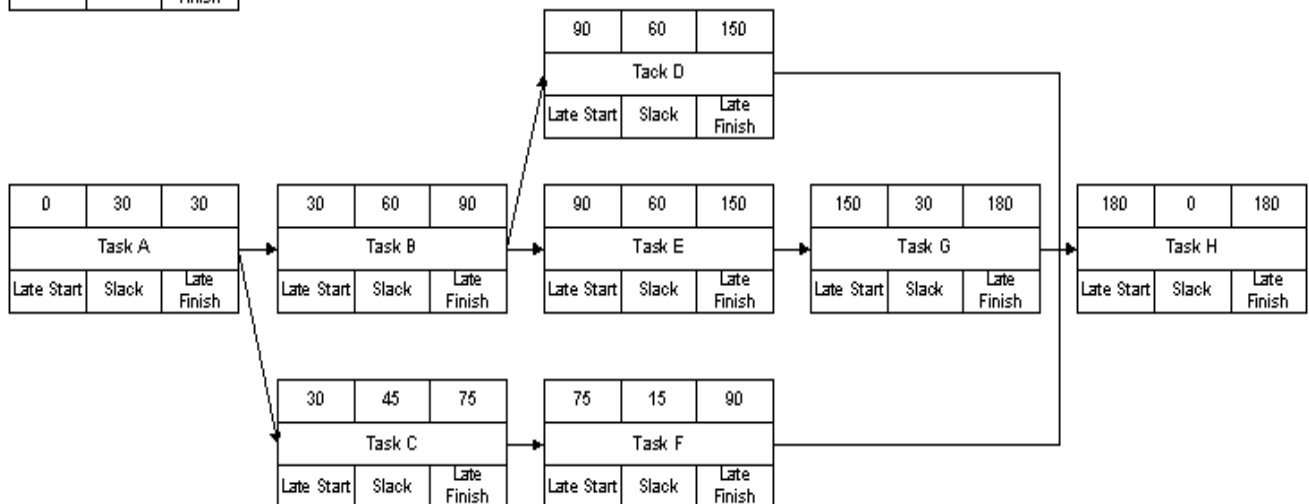 Finish
90 60 150
Tack D
Late Start Slack Late Finish
0 30 30
Task A
Late Start Slack Late Finish
30 60 90
Task B
Late Start Slack Late Finish
90 60 150
Task E
Late Start Slack Late Finish
150 30 180
Task G
Late Start Slack Late Finish
180 0 180
Task H
Late Start Slack Late Finish
30 45 75
Task C
Late Start Slack Late Finish
75 15 90
Task F
Late Start Slack Late Finish